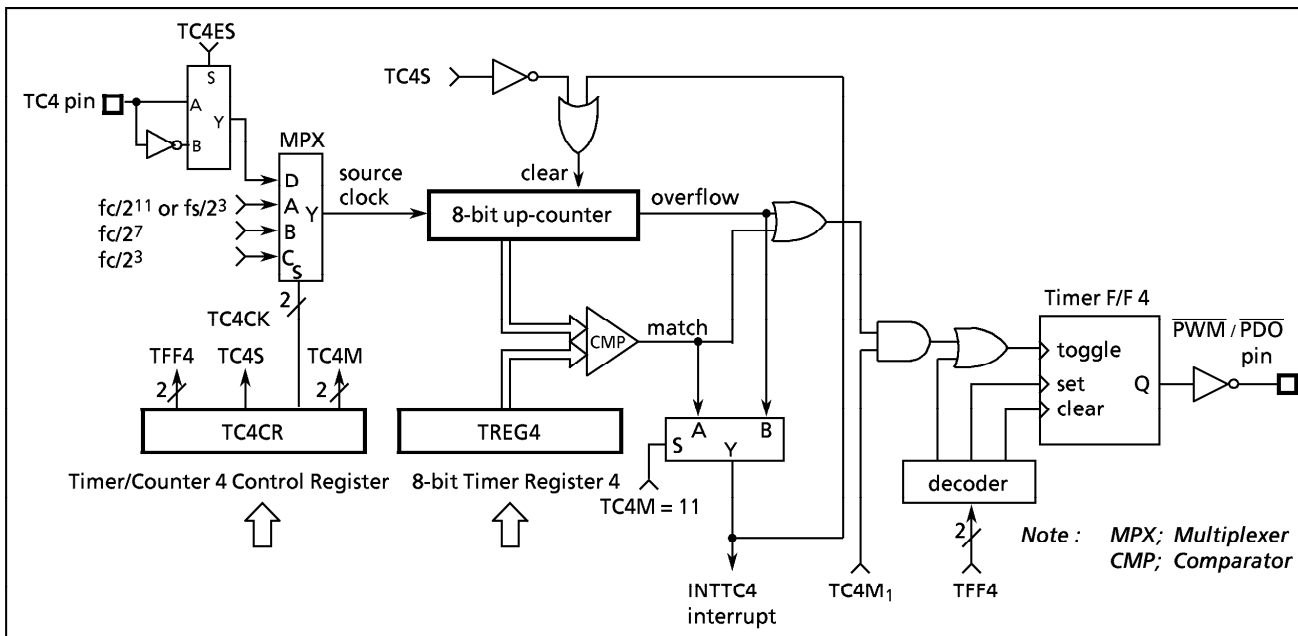 TC4ES
S
TC4 pin
A
Y
B
MPX
D
A
Y
B
C
S
fc/2¹¹ or fs/2³
fc/2⁷
fc/2³
source
clock
TC4S
clear
8-bit up-counter
overflow
2
TC4CK
TFF4
2
TC4S
TC4M
2
TC4CR
Timer/Counter 4 Control Register
CMP
match
TREG4
8-bit Timer Register 4
S
A
B
Y
TC4M = 11
INTTC4
interrupt
TC4M₁
Timer F/F 4
toggle
set
clear
Q
P̅W̅M̅ / P̅D̅O̅
pin
decoder
2
TFF4
Note : MPX; Multiplexer
CMP; Comparator